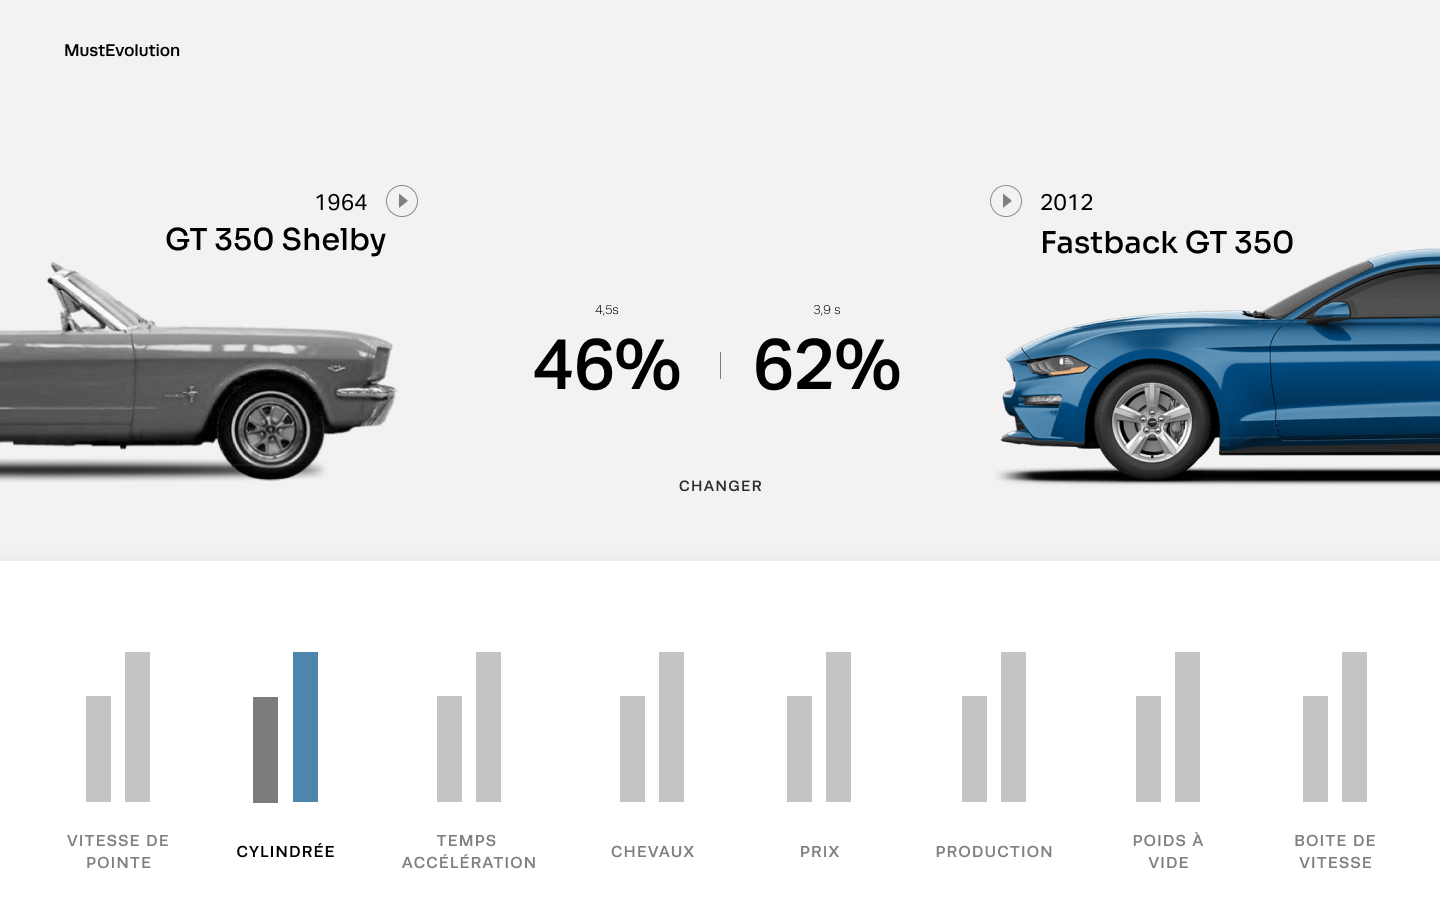 MustEvolution
1964
GT 350 Shelby
2012
Fastback GT 350
4,5s
3,9 s
46%
62%
CHANGER
VITESSE DE
POINTE
CYLINDRÉE
TEMPS
ACCÉLÉRATION
CHEVAUX
PRIX
PRODUCTION
POIDS À
VIDE
BOITE DE
VITESSE